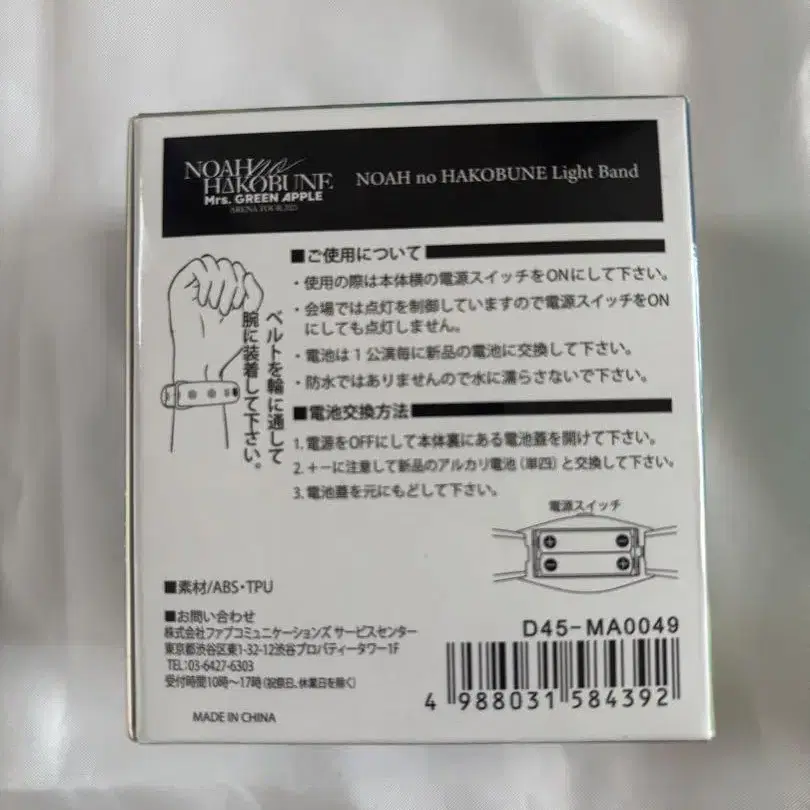 NOAH no
HAKOBUNE
Mrs. GREEN APPLE
ARENA TOUR 2023
NOAH no HAKOBUNE Light Band
■ご使用について
・使用の際は本体横の電源スイッチをONにして下さい。
・会場では点灯を制御していますので電源スイッチをON
にしても点灯しません。
・電池は1公演毎に新品の電池に交換して下さい。
・防水ではありませんので水に濡らさないで下さい。
ベルトを輪に通して
腕に装着して下さい。
■電池交換方法
1.電源をOFFにして本体裏にある電池蓋を開けて下さい。
2.+-に注意して新品のアルカリ電池(単四)と交換して下さい。
3.電池蓋を元にもどして下さい。
電源スイッチ
+ -
- +
■素材/ABS・TPU
■お問い合わせ
株式会社ファブコミュニケーションズ サービスセンター
東京都渋谷区東1-32-12渋谷プロパティータワー1F
TEL:03-6427-6303
受付時間10時〜17時(祝祭日、休業日を除く)
MADE IN CHINA
D45-MA0049
4 988031 584392